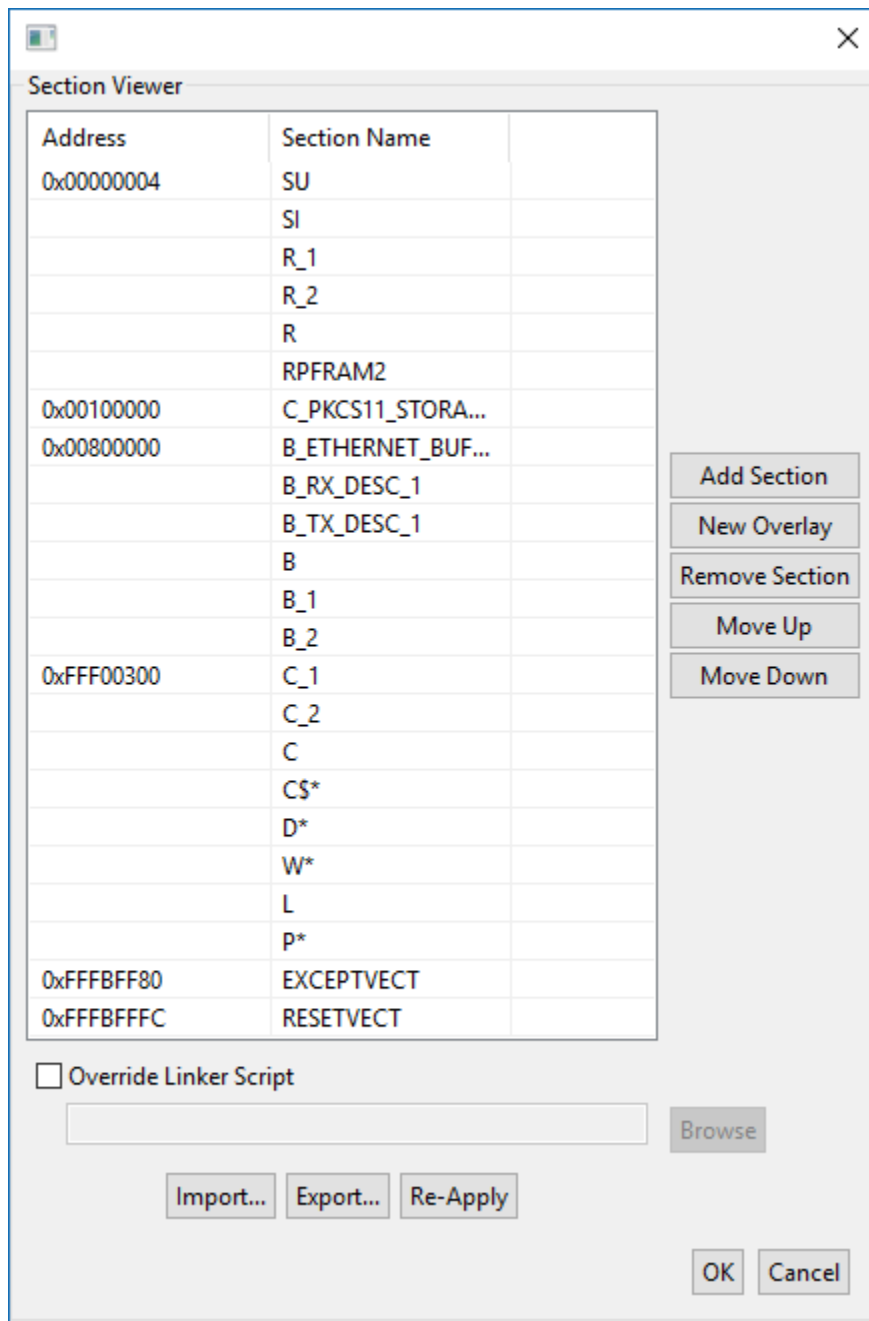 Section Viewer
Address Section Name
0x00000004 SU
SI
R_1
R_2
R
RPFRAM2
0x00100000 C_PKCS11_STORA...
0x00800000 B_ETHERNET_BUF...
B_RX_DESC_1
B_TX_DESC_1
B
B_1
B_2
0xFFF00300 C_1
C_2
C
C$*
D*
W*
L
P*
0xFFFBFF80 EXCEPTVECT
0xFFFBFFFC RESETVECT
Add Section
New Overlay
Remove Section
Move Up
Move Down
Override Linker Script
Browse
Import... Export... Re-Apply
OK Cancel